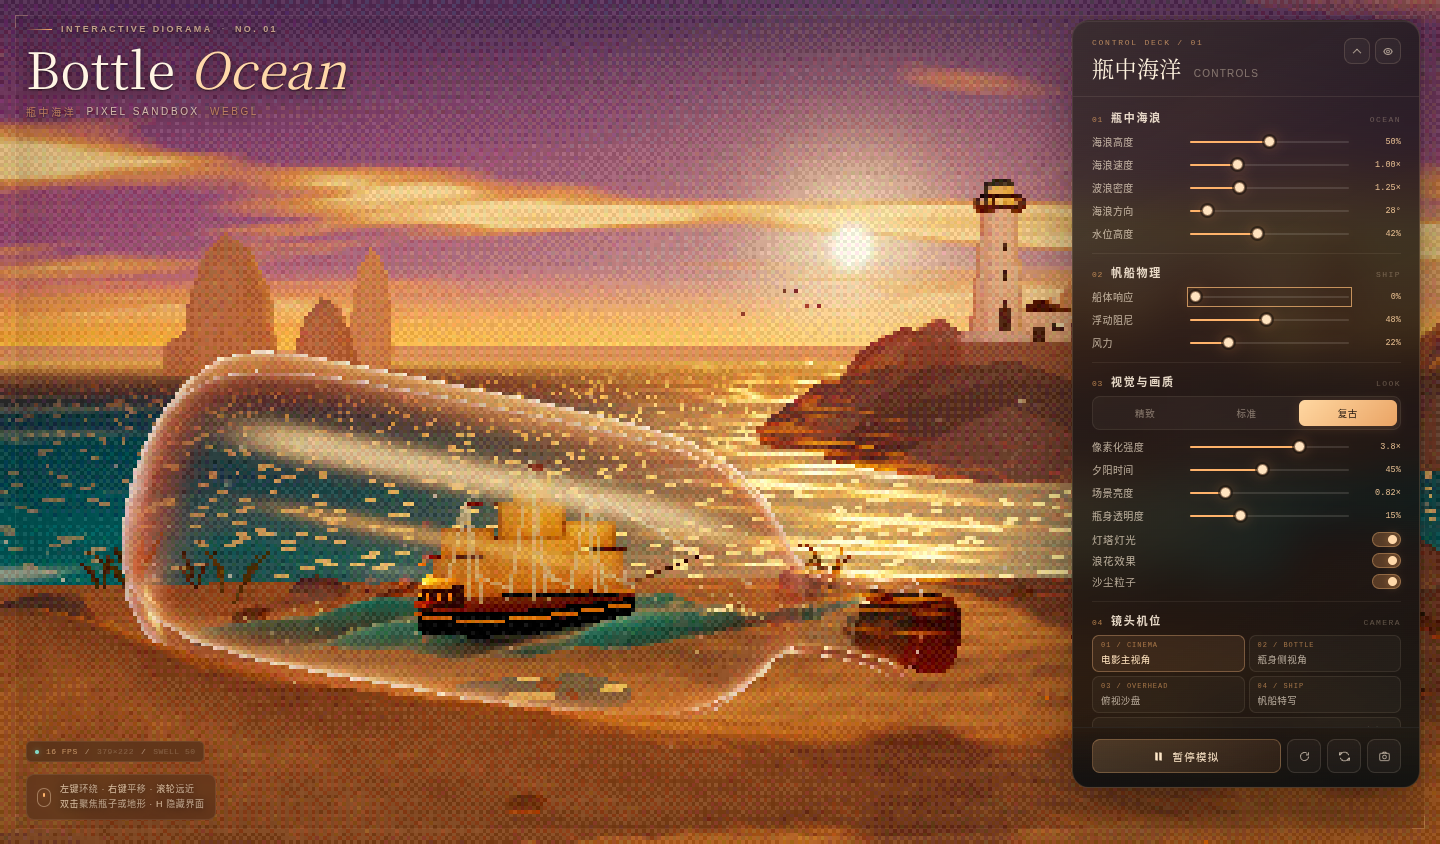 INTERACTIVE DIORAMA · NO. 01
Bottle Ocean
瓶中海洋 PIXEL SANDBOX WEBGL
CONTROL DECK / 01
瓶中海洋 CONTROLS
01 瓶中海浪 OCEAN
海浪高度 50%
海浪速度 1.00×
波浪密度 1.25×
海浪方向 28°
水位高度 42%
02 帆船物理 SHIP
船体响应 0%
浮动阻尼 48%
风力 22%
03 视觉与画质 LOOK
精致 标准 复古
像素化强度 3.8×
夕阳时间 45%
场景亮度 0.82×
瓶身透明度 15%
灯塔灯光
浪花效果
沙尘粒子
04 镜头机位 CAMERA
01 / CINEMA
电影主视角
02 / BOTTLE
瓶身侧视角
03 / OVERHEAD
俯视沙盘
04 / SHIP
帆船特写
暂停模拟
16 FPS / 379×222 / SWELL 50
左键环绕 · 右键平移 · 滚轮远近
双击聚焦瓶子或地形 · H 隐藏界面